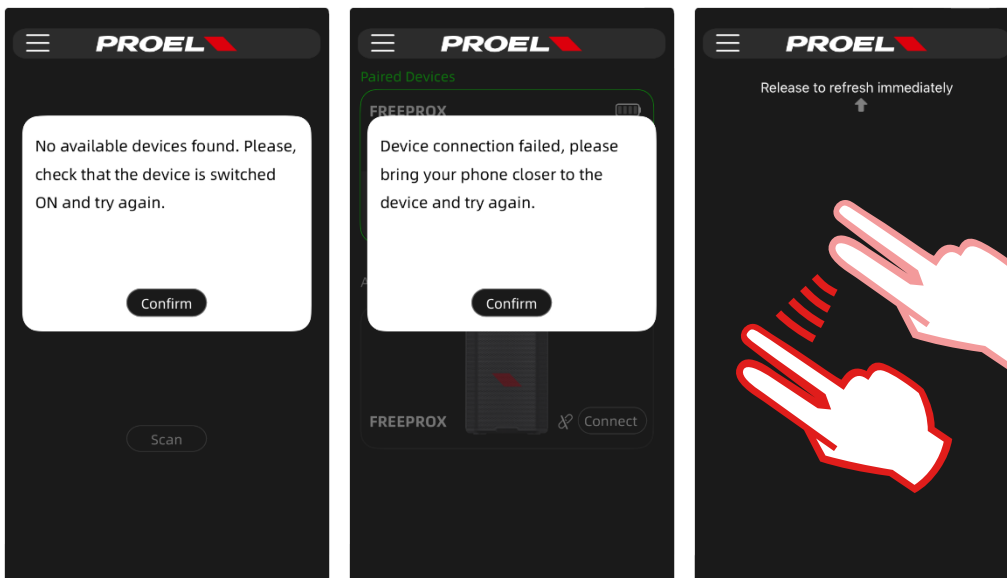 PROEL
No available devices found. Please,
check that the device is switched
ON and try again.
Confirm
Scan
PROEL
Paired Devices
FREEPROX
Device connection failed, please
bring your phone closer to the
device and try again.
Confirm
A
FREEPROX
Connect
PROEL
Release to refresh immediately